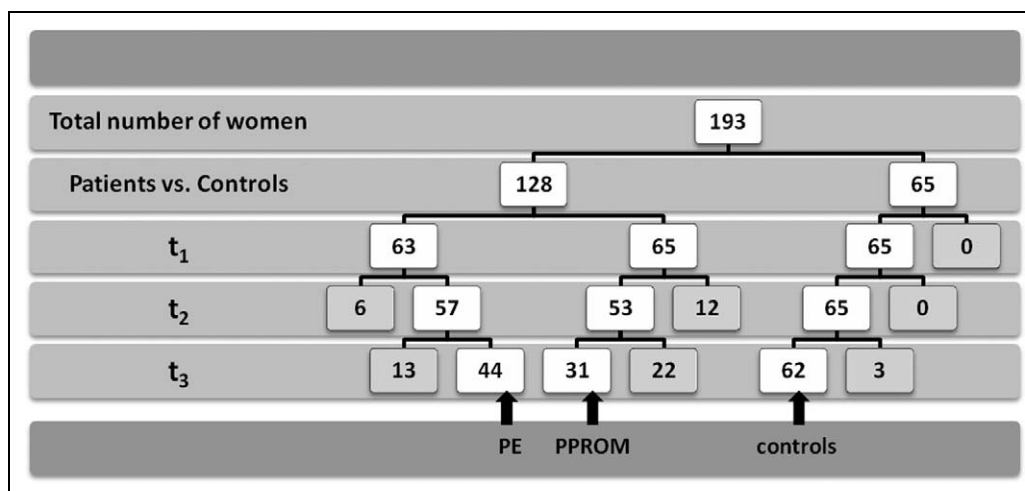 Total number of women 193
Patients vs. Controls 128 65
t₁ 63 65 65 0
t₂ 6 57 53 12 65 0
t₃ 13 44 31 22 62 3
PE PPROM controls